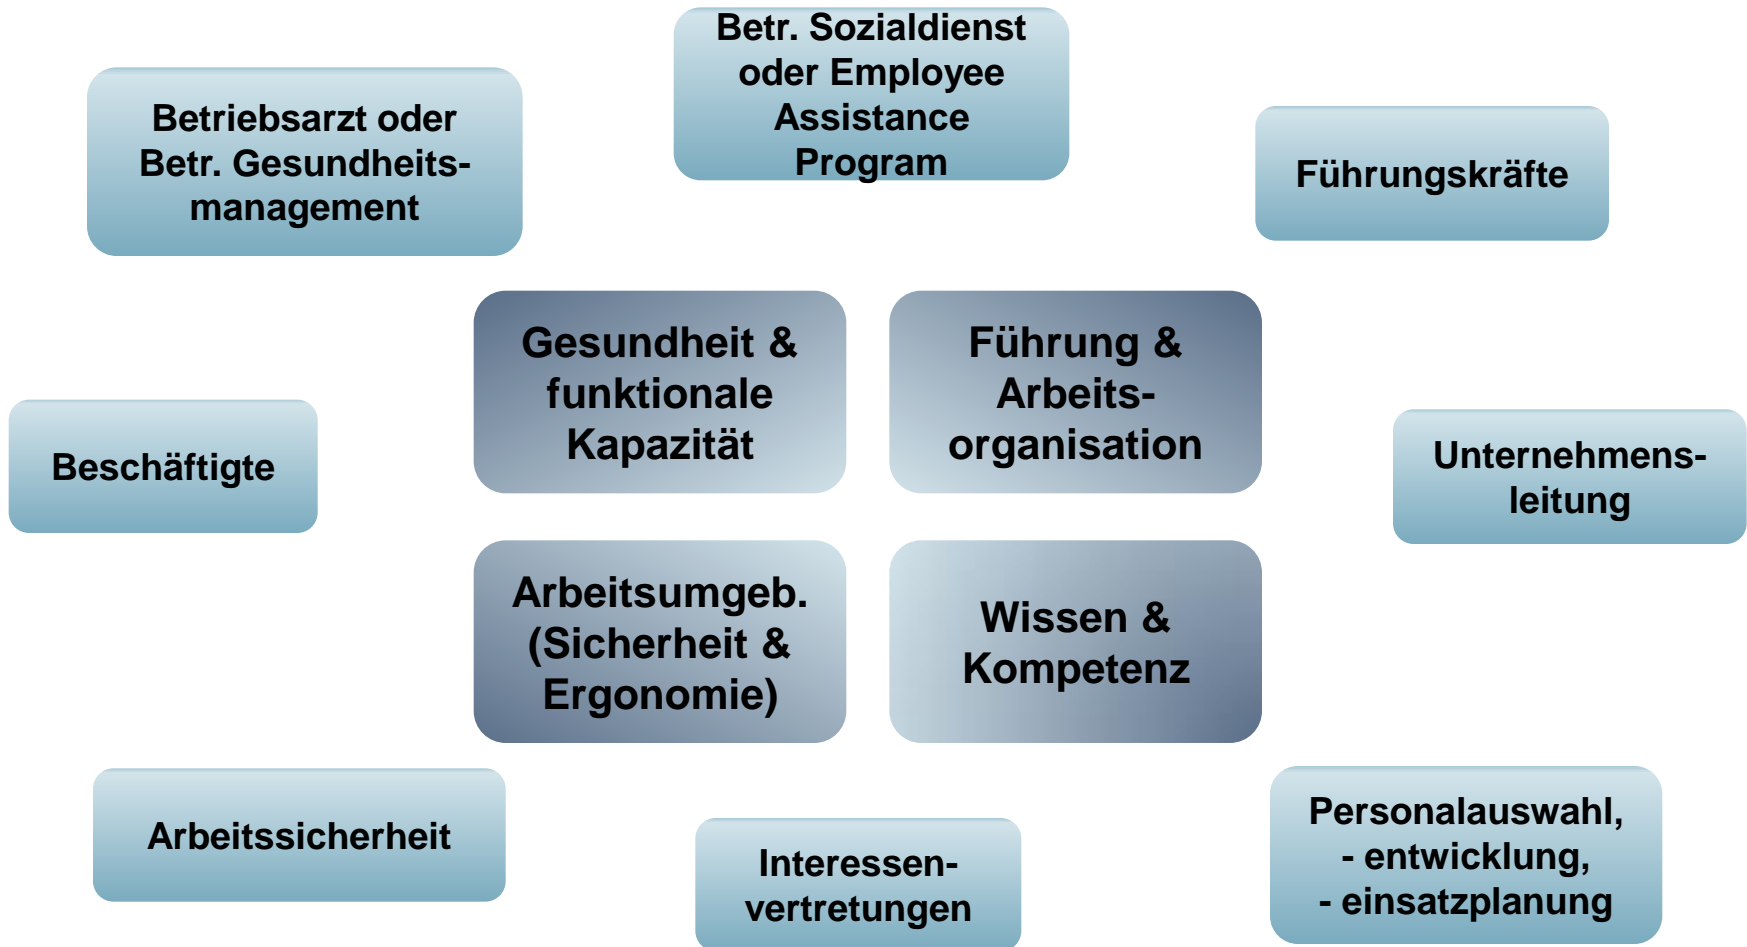 Betr. Sozialdienst
oder Employee
Assistance
Program
Betriebsarzt oder
Betr. Gesundheits-
management
Führungskräfte
Gesundheit &
funktionale
Kapazität
Führung &
Arbeits-
organisation
Beschäftigte
Unternehmens-
leitung
Arbeitsumgeb.
(Sicherheit &
Ergonomie)
Wissen &
Kompetenz
Arbeitssicherheit
Interessen-
vertretungen
Personalauswahl,
- entwicklung,
- einsatzplanung